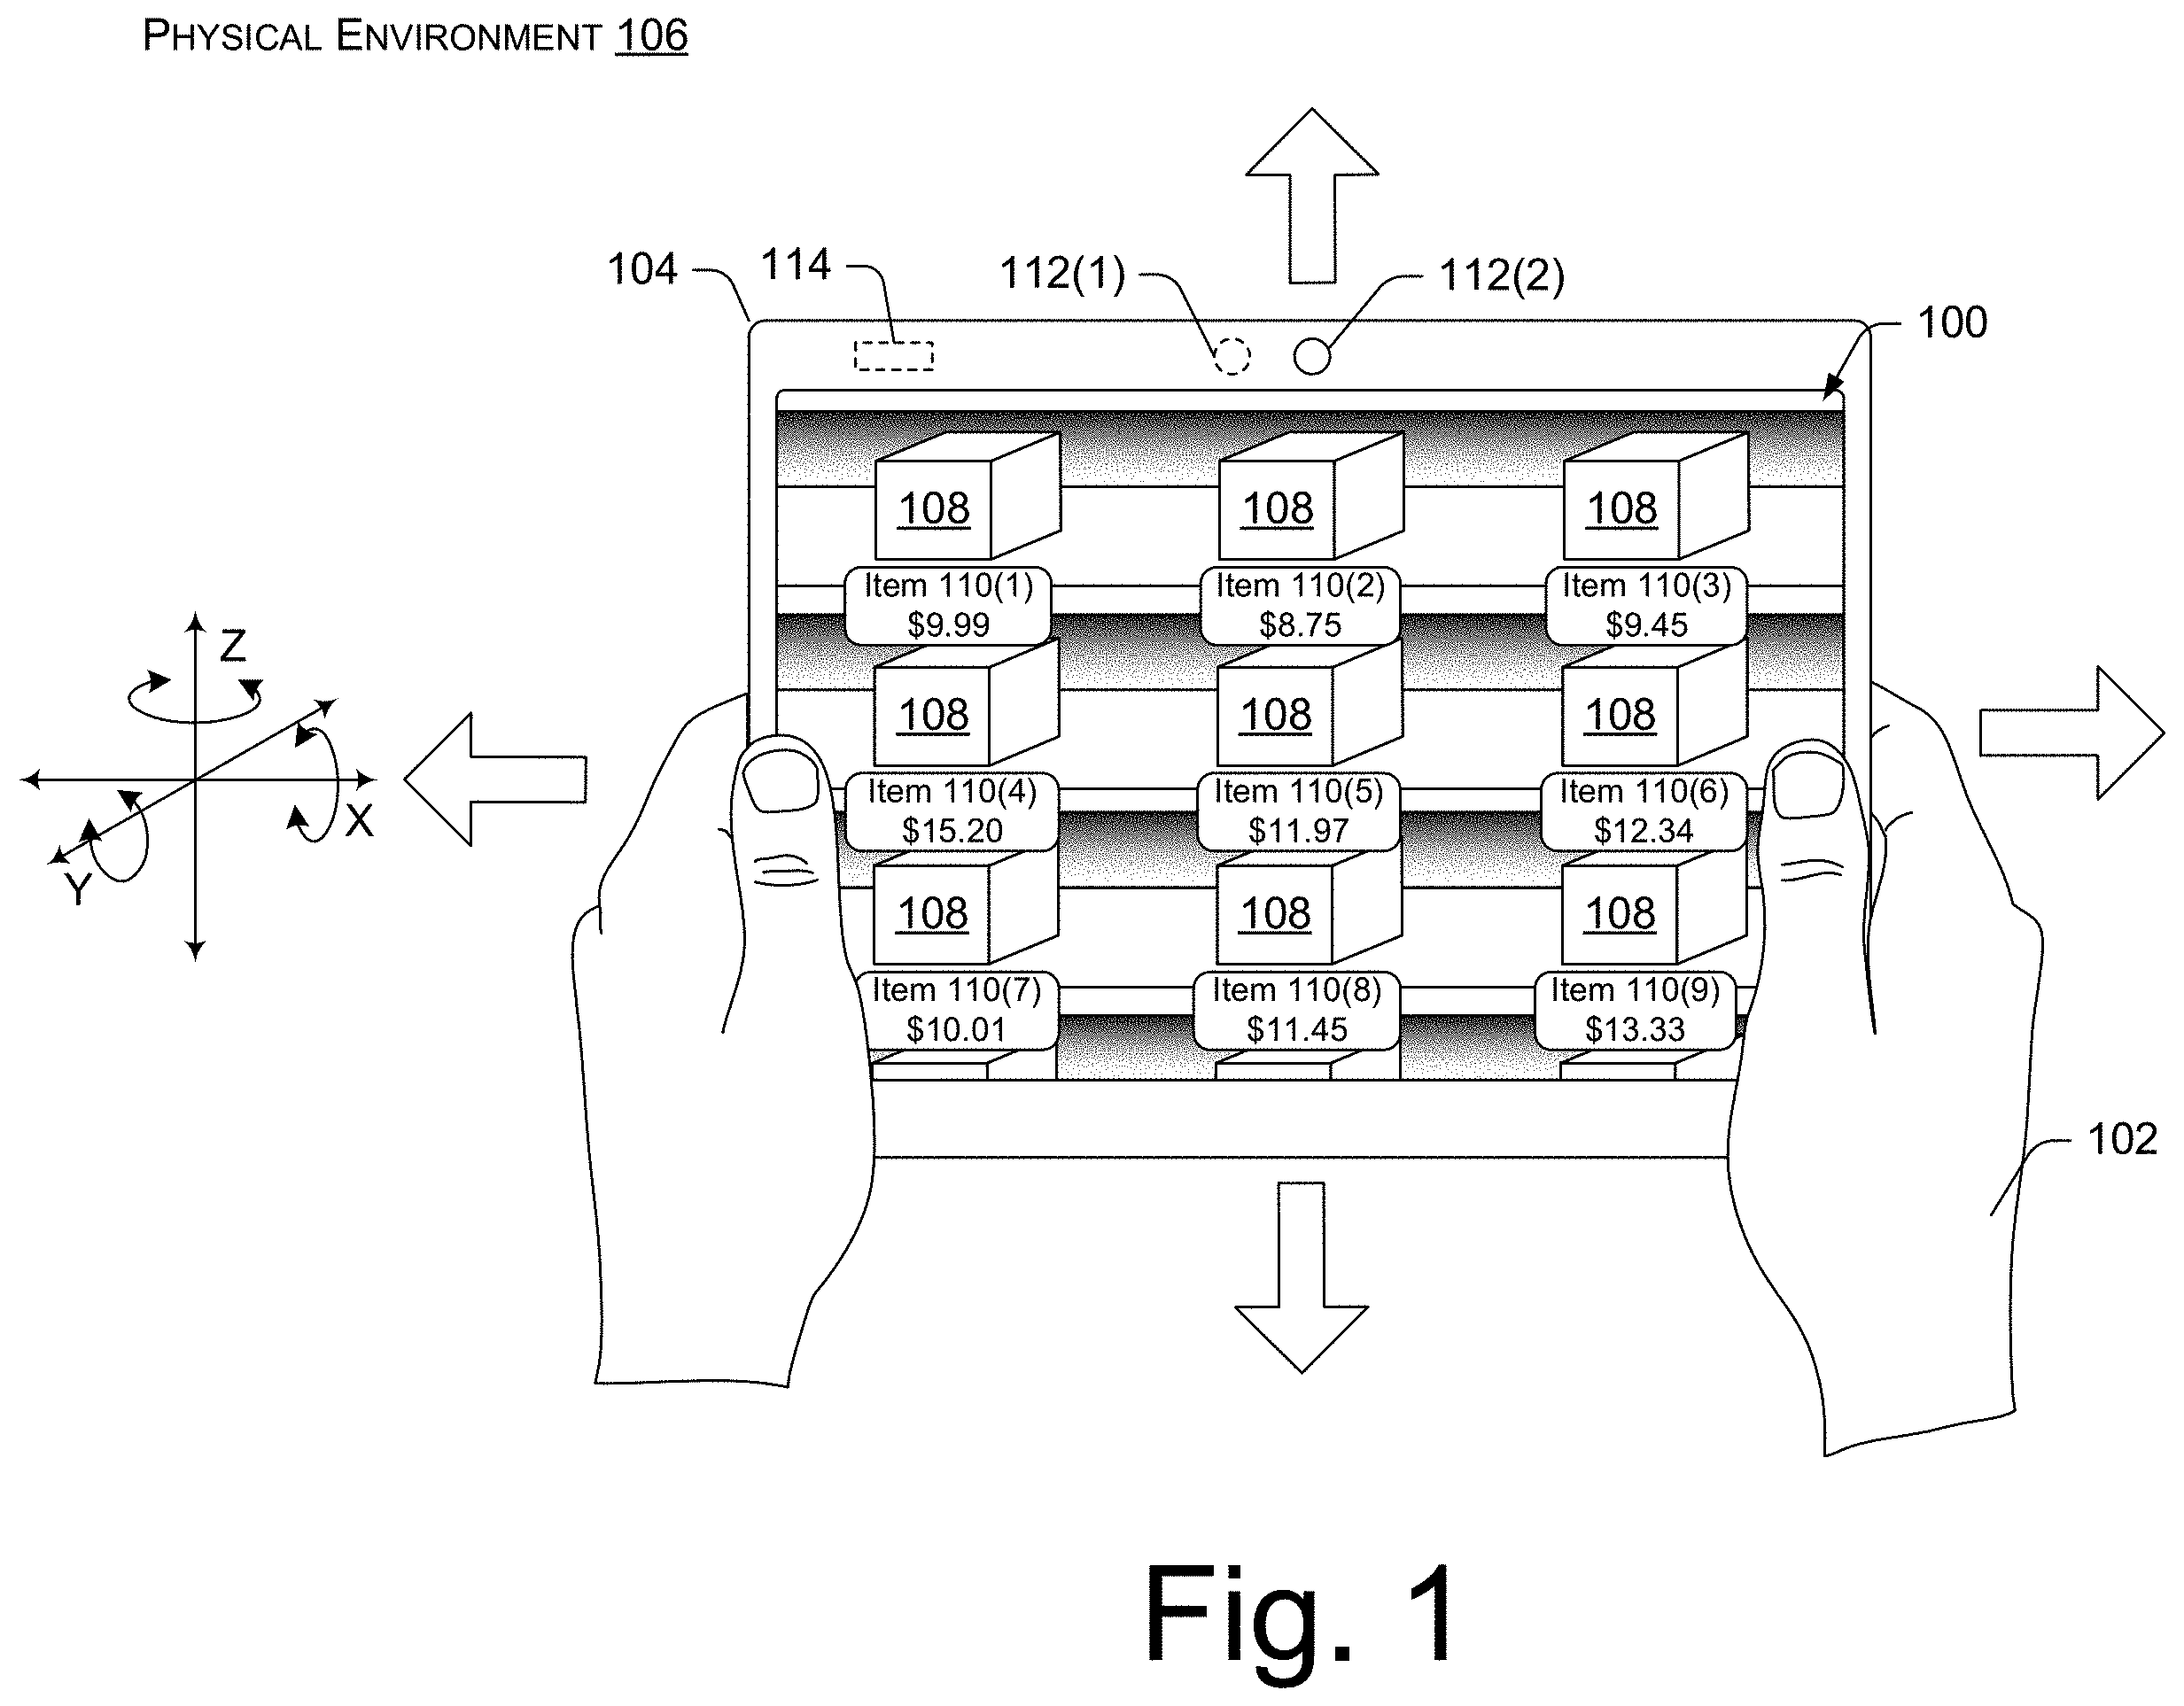 PHYSICAL ENVIRONMENT 106
104
114
112(1)
112(2)
100
108
108
108
Item 110(1)
$9.99
Item 110(2)
$8.75
Item 110(3)
$9.45
108
108
108
Item 110(4)
$15.20
Item 110(5)
$11.97
Item 110(6)
$12.34
108
108
108
Item 110(7)
$10.01
Item 110(8)
$11.45
Item 110(9)
$13.33
Z
X
Y
102
Fig. 1